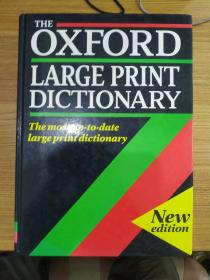 THE
OXFORD
LARGE PRINT
DICTIONARY
The most up-to-date
large print dictionary
New
edition